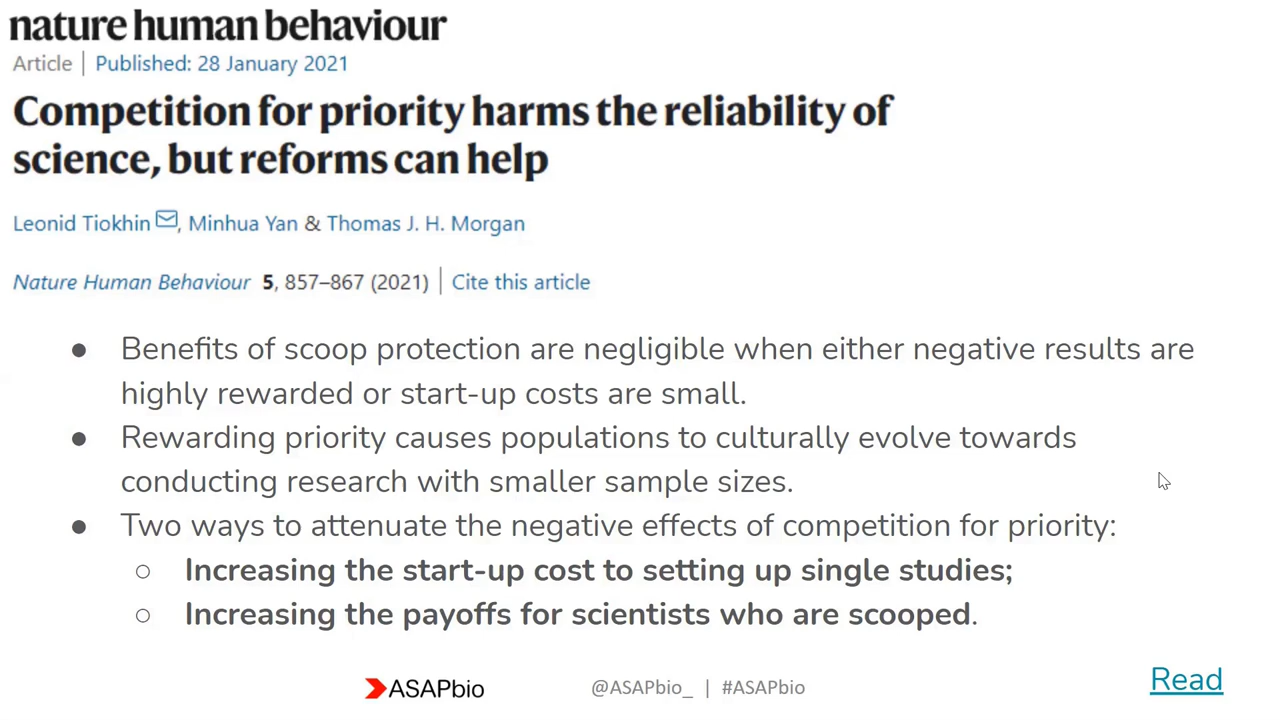 nature human behaviour
Article | Published: 28 January 2021
Competition for priority harms the reliability of
science, but reforms can help
Leonid Tiokhin, Minhua Yan & Thomas J. H. Morgan
Nature Human Behaviour 5, 857–867 (2021) | Cite this article
● Benefits of scoop protection are negligible when either negative results are
highly rewarded or start-up costs are small.
● Rewarding priority causes populations to culturally evolve towards
conducting research with smaller sample sizes.
● Two ways to attenuate the negative effects of competition for priority:
○ Increasing the start-up cost to setting up single studies;
○ Increasing the payoffs for scientists who are scooped.
ASAPbio @ASAPbio_ | #ASAPbio
Read